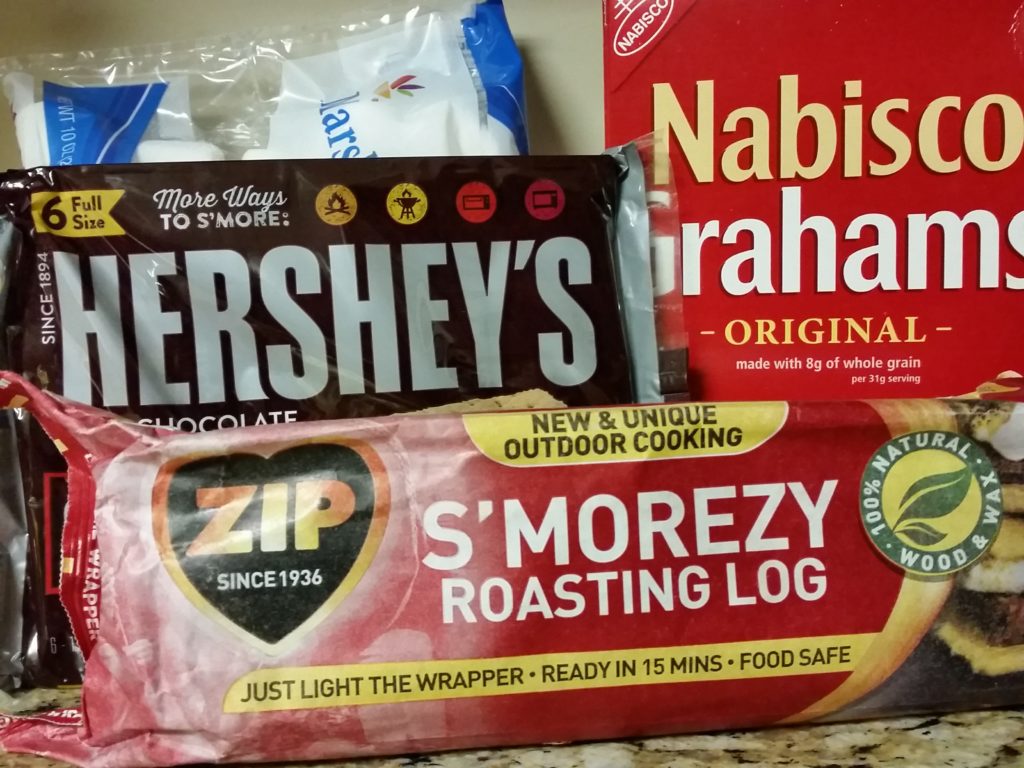 NABISCO
Nabisco
Grahams
- ORIGINAL -
made with 8g of whole grain
per 31g serving
6 Full
Size
More Ways
TO S'MORE:
SINCE 1894
HERSHEY'S
CHOCOLATE
NEW & UNIQUE
OUTDOOR COOKING
ZIP
SINCE 1936
S'MOREZY
ROASTING LOG
100% NATURAL • WAX & WOOD •
JUST LIGHT THE WRAPPER • READY IN 15 MINS • FOOD SAFE
WRAPPER